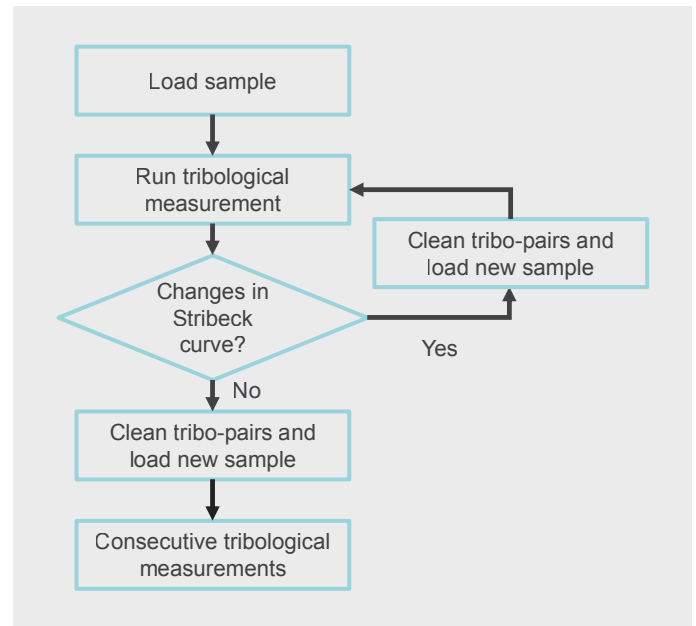 Load sample
Run tribological
measurement
Clean tribo-pairs and
load new sample
Changes in
Stribeck
curve?
Yes
No
Clean tribo-pairs and
load new sample
Consecutive tribological
measurements